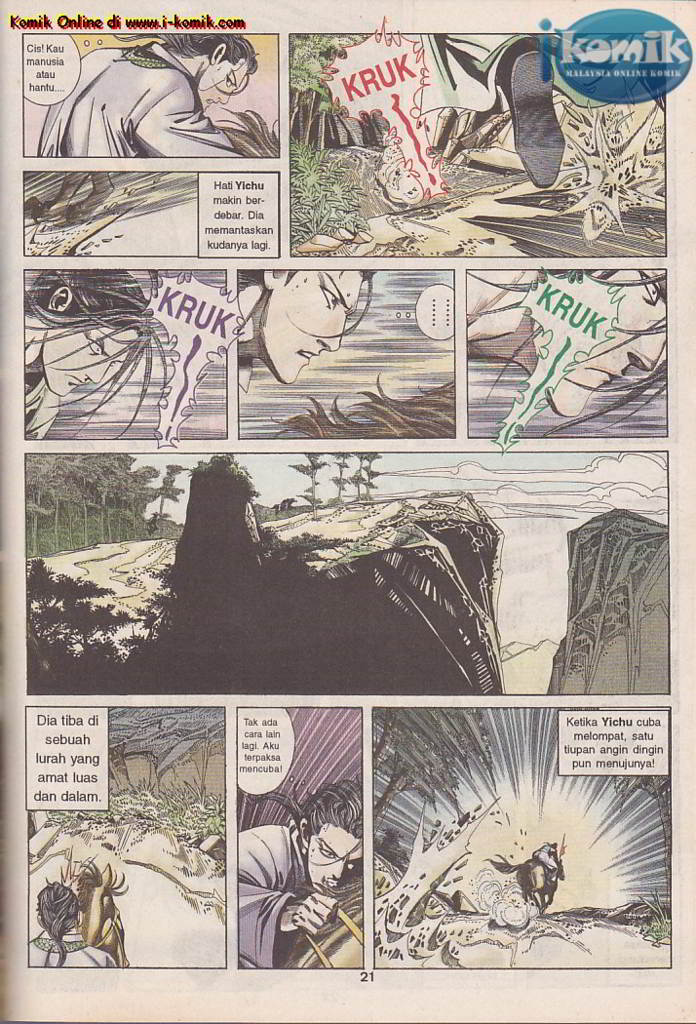 Komik Online di www.i-komik.com
ikomik
MALAYSIA ONLINE KOMIK
Cis! Kau
manusia
atau
hantu....
KRUK
!
Hati Yichu
makin ber-
debar. Dia
memantaskan
kudanya lagi.
KRUK
!
........
KRUK
!
Dia tiba di
sebuah
lurah yang
amat luas
dan dalam.
Tak ada
cara lain
lagi. Aku
terpaksa
mencuba!
Ketika Yichu cuba
melompat, satu
tiupan angin dingin
pun menujunya!
21